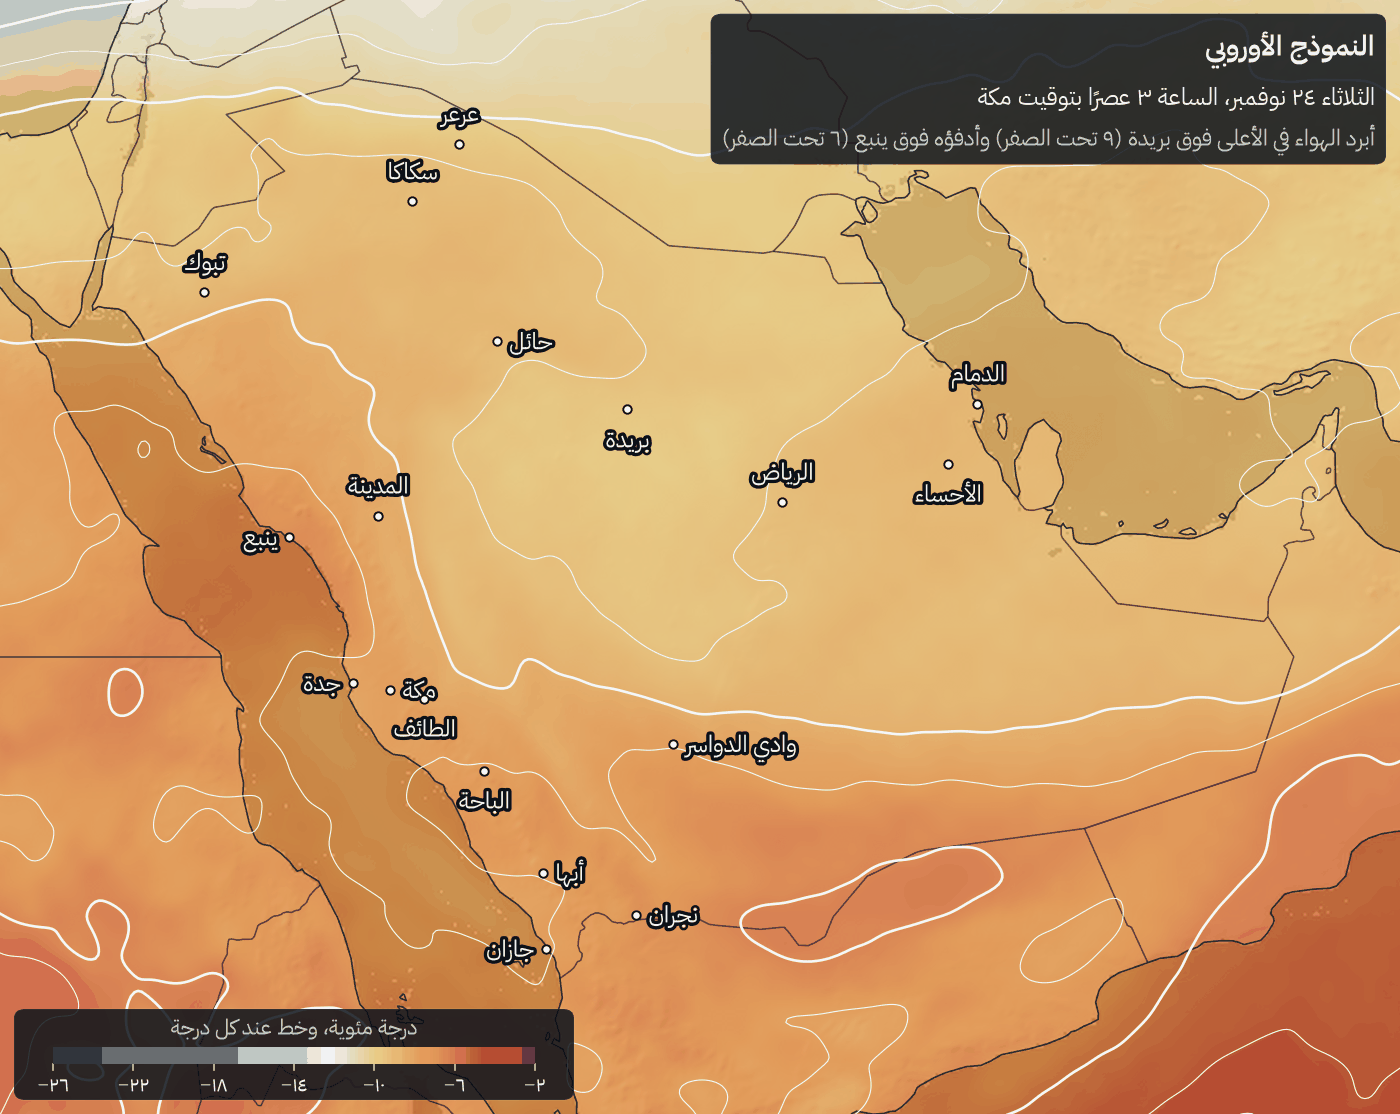 النموذج الأوروبي
الثلاثاء ٢٤ نوفمبر، الساعة ٣ عصرًا بتوقيت مكة
أبرد الهواء في الأعلى فوق بريدة (٩ تحت الصفر) وأدفؤه فوق ينبع (٦ تحت الصفر)
عرعر
سكاكا
تبوك
حائل
الدمام
بريدة
الرياض
الأحساء
المدينة
ينبع
جدة
مكة
الطائف
وادي الدواسر
الباحة
أبها
نجران
جازان
درجة مئوية، وخط عند كل درجة
−٢٦ −٢٢ −١٨ −١٤ −١٠ −٦ −٢